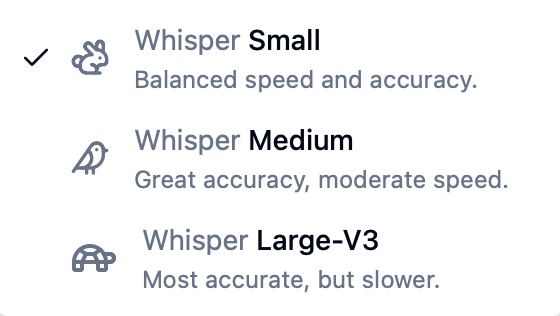 Whisper Small
Balanced speed and accuracy.
Whisper Medium
Great accuracy, moderate speed.
Whisper Large-V3
Most accurate, but slower.